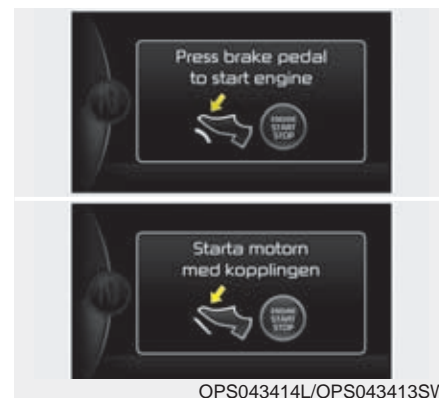 Press brake pedal
to start engine
ENGINE
START
STOP
Starta motorn
med kopplingen
ENGINE
START
STOP
OPS043414L/OPS043413SW